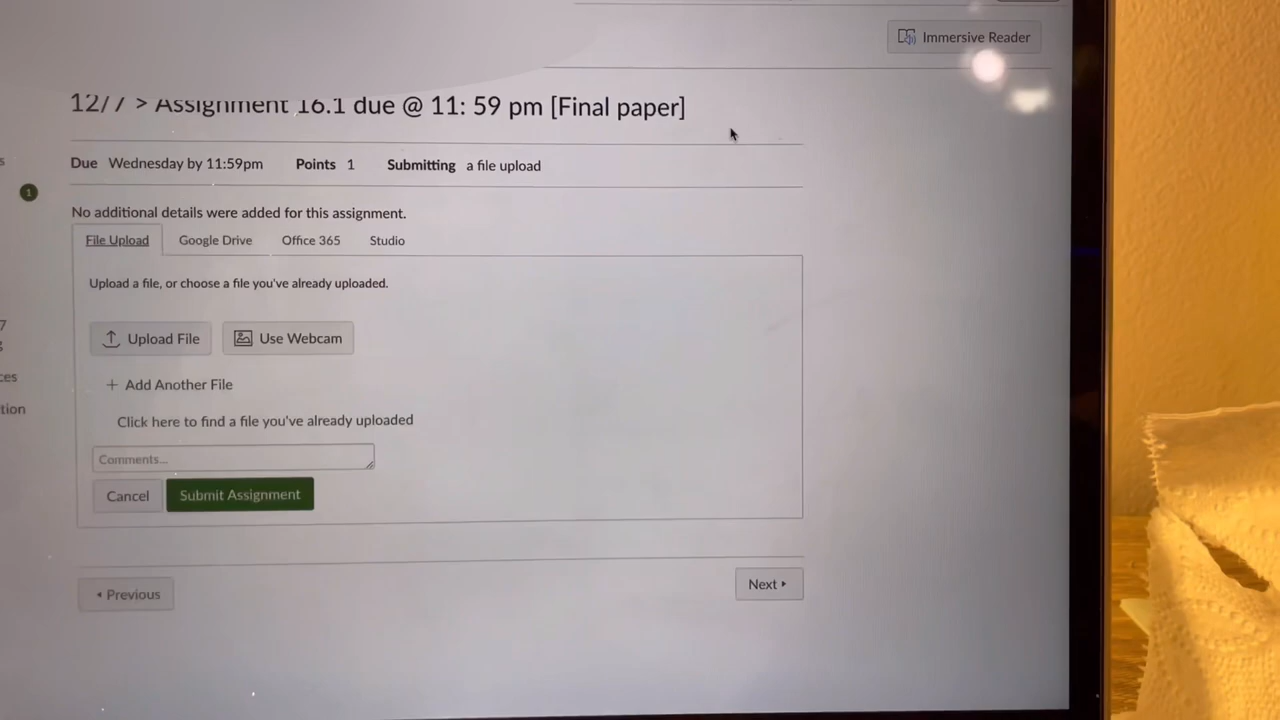 Immersive Reader
12/7 > Assignment 16.1 due @ 11: 59 pm [Final paper]
Due Wednesday by 11:59pm Points 1 Submitting a file upload
1
No additional details were added for this assignment.
File Upload Google Drive Office 365 Studio
Upload a file, or choose a file you've already uploaded.
7
Upload File Use Webcam
+ Add Another File
Click here to find a file you've already uploaded
Comments...
Cancel Submit Assignment
Previous Next